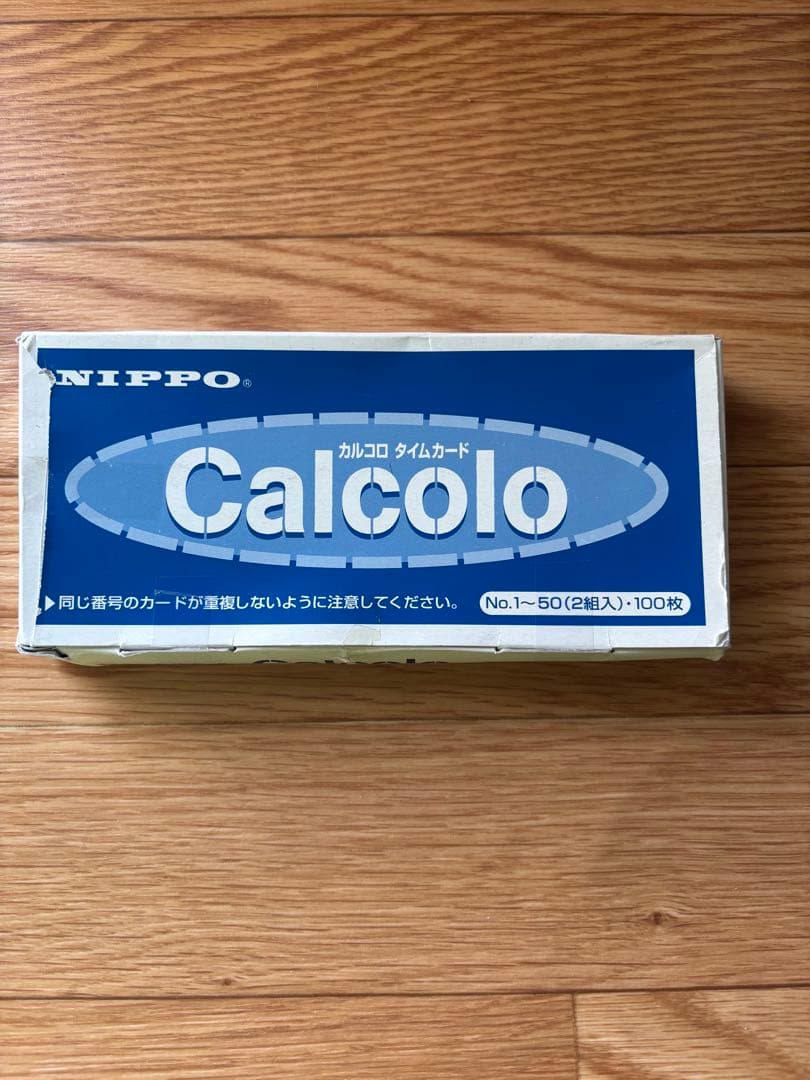 NIPPO®
カルコロ タイムカード
Calcolo
▶同じ番号のカードが重複しないように注意してください。
No.1〜50(2組入)・100枚
Calcolo